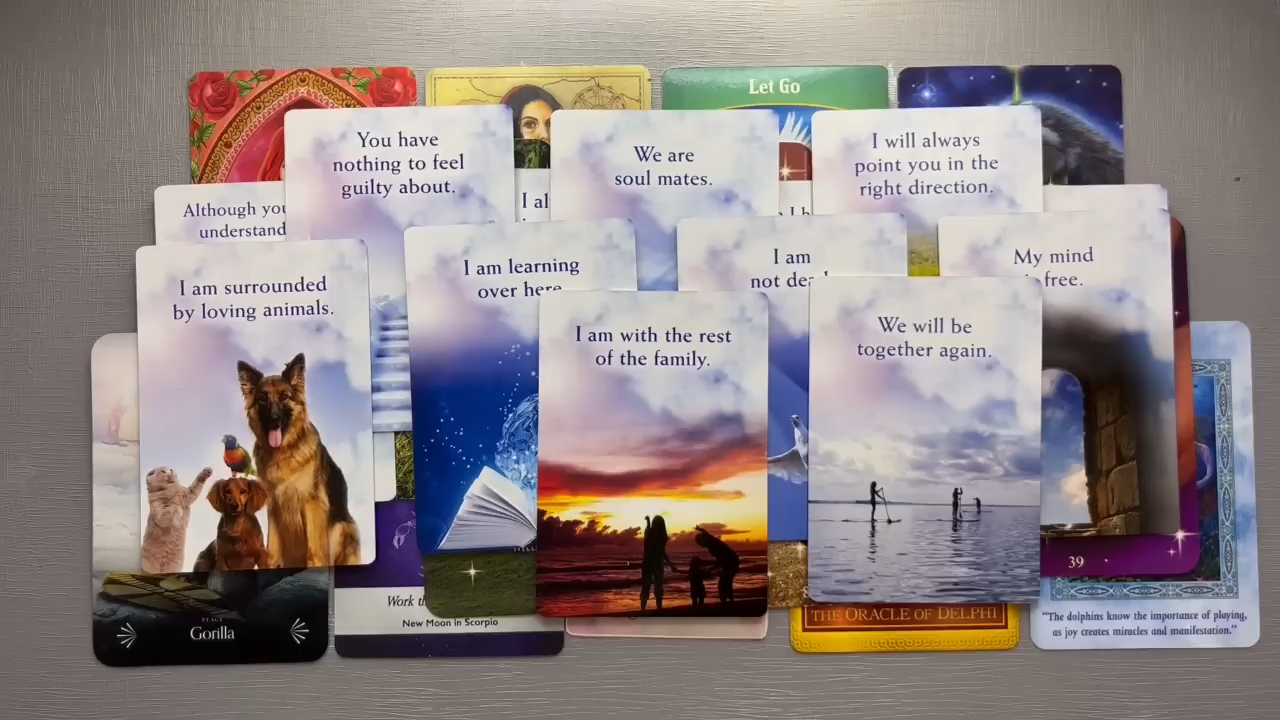 Let Go
You have
nothing to feel
guilty about.
We are
soul mates.
I will always
point you in the
right direction.
Although you
understand
I am surrounded
by loving animals.
I am learning
over here
I am
not
My mind
free.
I am with the rest
of the family.
We will be
together again.
39
PEACE
Gorilla
Work
New Moon in Scorpio
THE ORACLE OF DELPHI
“The dolphins know the importance of playing,
as joy creates miracles and manifestation.”